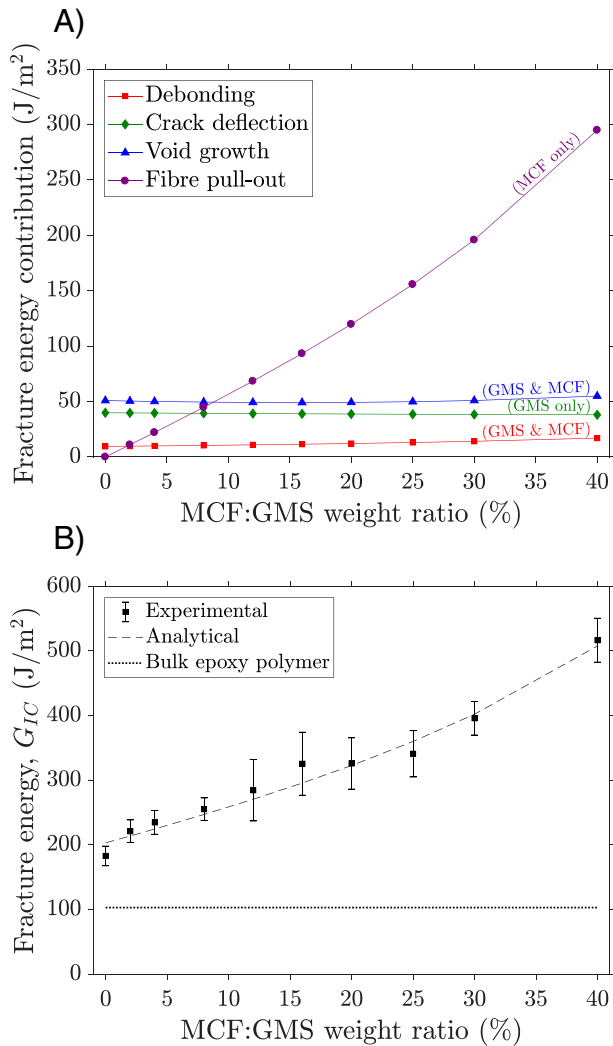 A)
Fracture energy contribution (J/m²)
350
300
250
200
150
100
50
0
Debonding
Crack deflection
Void growth
Fibre pull-out
(MCF only)
(GMS & MCF)
(GMS only)
(GMS & MCF)
0 5 10 15 20 25 30 35 40
MCF:GMS weight ratio (%)
B)
Fracture energy, G_IC (J/m²)
600
500
400
300
200
100
0
Experimental
Analytical
Bulk epoxy polymer
0 5 10 15 20 25 30 35 40
MCF:GMS weight ratio (%)